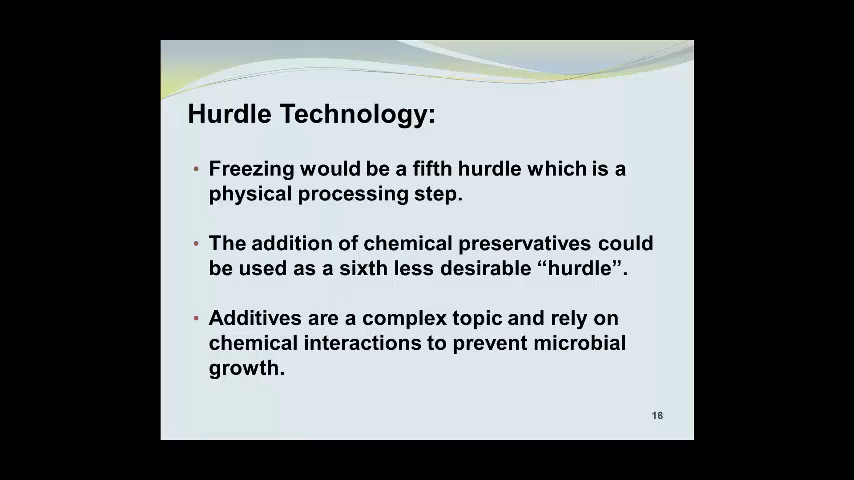 Hurdle Technology:
• Freezing would be a fifth hurdle which is a
physical processing step.
• The addition of chemical preservatives could
be used as a sixth less desirable “hurdle”.
• Additives are a complex topic and rely on
chemical interactions to prevent microbial
growth.
16